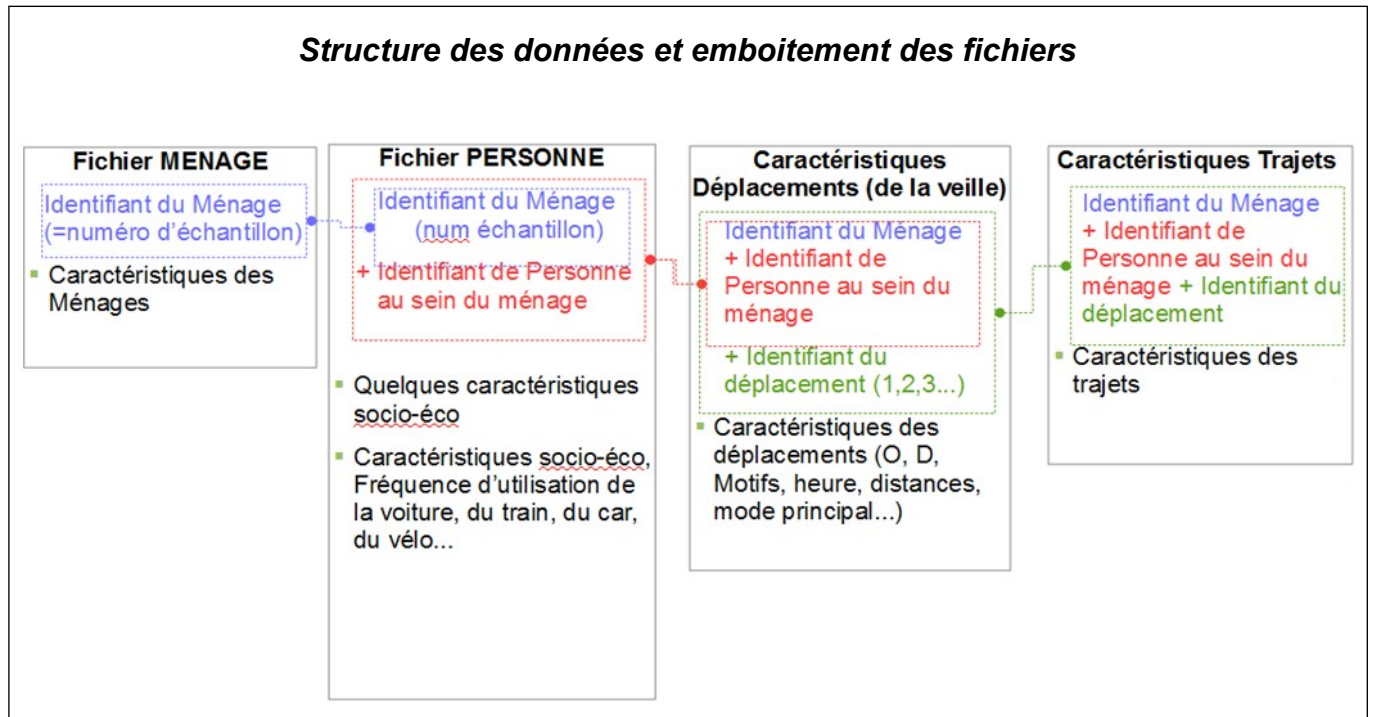 Structure des données et emboitement des fichiers
Fichier MENAGE
Identifiant du Ménage
(=numéro d'échantillon)
Caractéristiques des
Ménages
Fichier PERSONNE
Identifiant du Ménage
(num échantillon)
+ Identifiant de Personne
au sein du ménage
Quelques caractéristiques
socio-éco
Caractéristiques socio-éco,
Fréquence d'utilisation de
la voiture, du train, du car,
du vélo...
Caractéristiques
Déplacements (de la veille)
Identifiant du Ménage
+ Identifiant de
Personne au sein du
ménage
+ Identifiant du
déplacement (1,2,3...)
Caractéristiques des
déplacements (O, D,
Motifs, heure, distances,
mode principal...)
Caractéristiques Trajets
Identifiant du Ménage
+ Identifiant de
Personne au sein du
ménage + Identifiant du
déplacement
Caractéristiques des
trajets